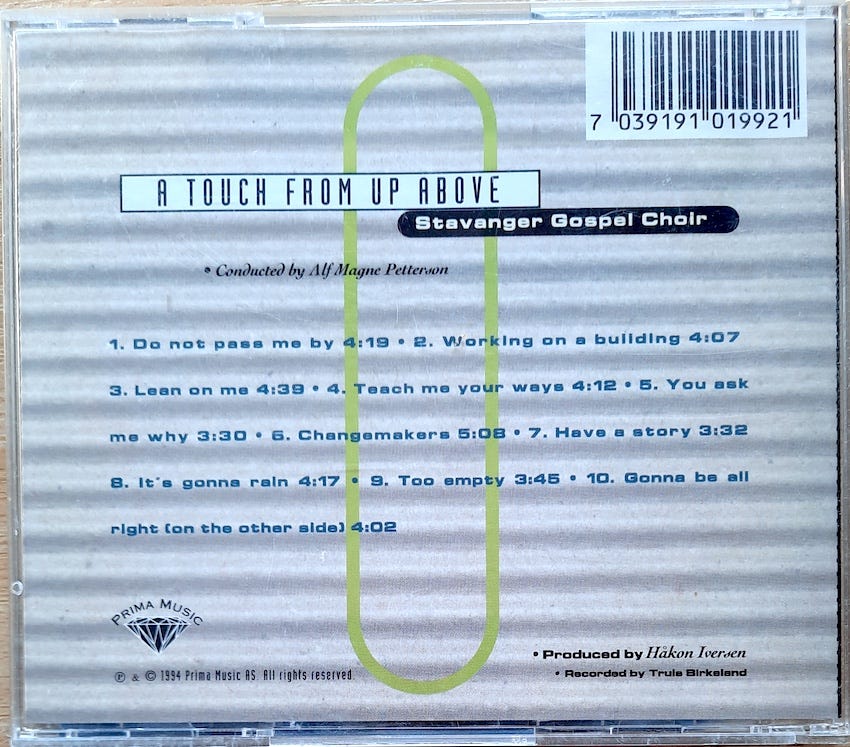 7 039191 019921
A TOUCH FROM UP ABOVE
Stavanger Gospel Choir
• Conducted by Alf Magne Petterson
1. Do not pass me by 4:19 • 2. Working on a building 4:07
3. Lean on me 4:39 • 4. Teach me your ways 4:12 • 5. You ask
me why 3:30 • 6. Changemakers 5:08 • 7. Have a story 3:32
8. It's gonna rain 4:17 • 9. Too empty 3:45 • 10. Gonna be all
right (on the other side) 4:02
PRIMA MUSIC
• Produced by Håkon Iversen
• Recorded by Truls Birkeland
℗ & © 1994 Prima Music AS. All rights reserved.